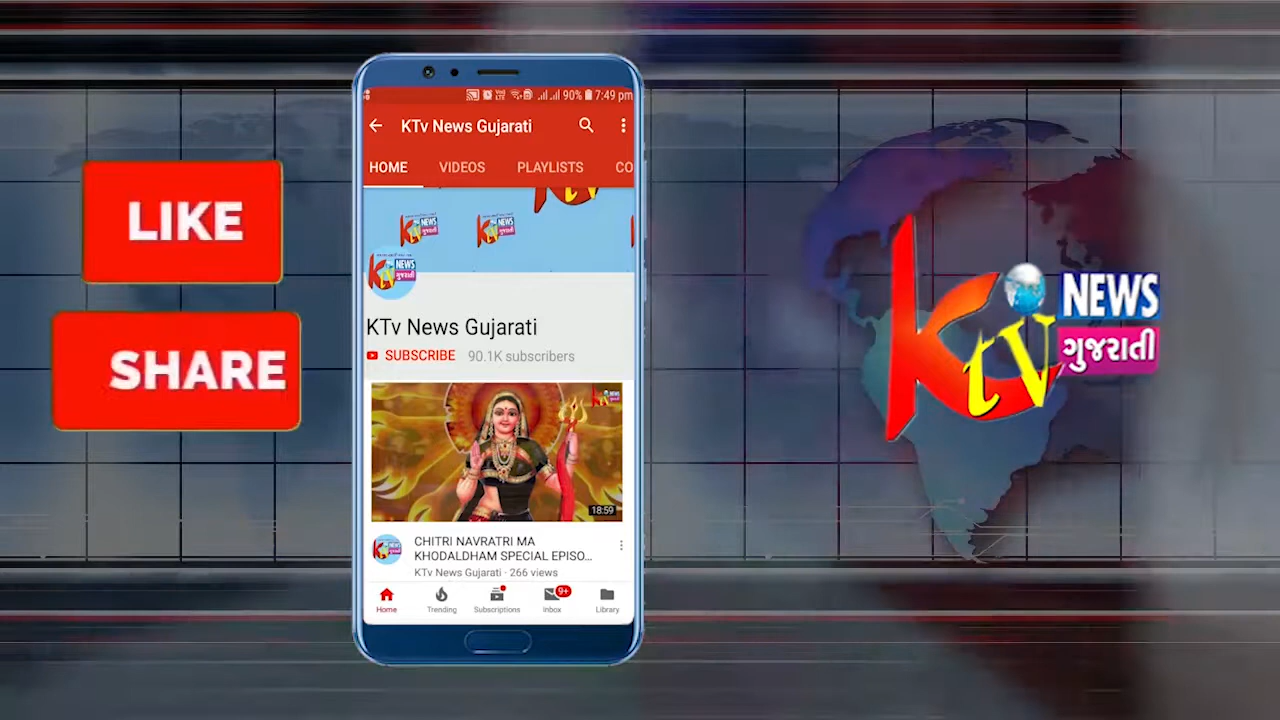 LIKE
SHARE
90% 7:49 pm
KTv News Gujarati
HOME VIDEOS PLAYLISTS CO
KTv News Gujarati
SUBSCRIBE 90.1K subscribers
18:59
CHITRI NAVRATRI MA
KHODALDHAM SPECIAL EPISO...
KTv News Gujarati · 266 views
9+
Home Trending Subscriptions Inbox Library
Ktv NEWS
ગુજરાતી